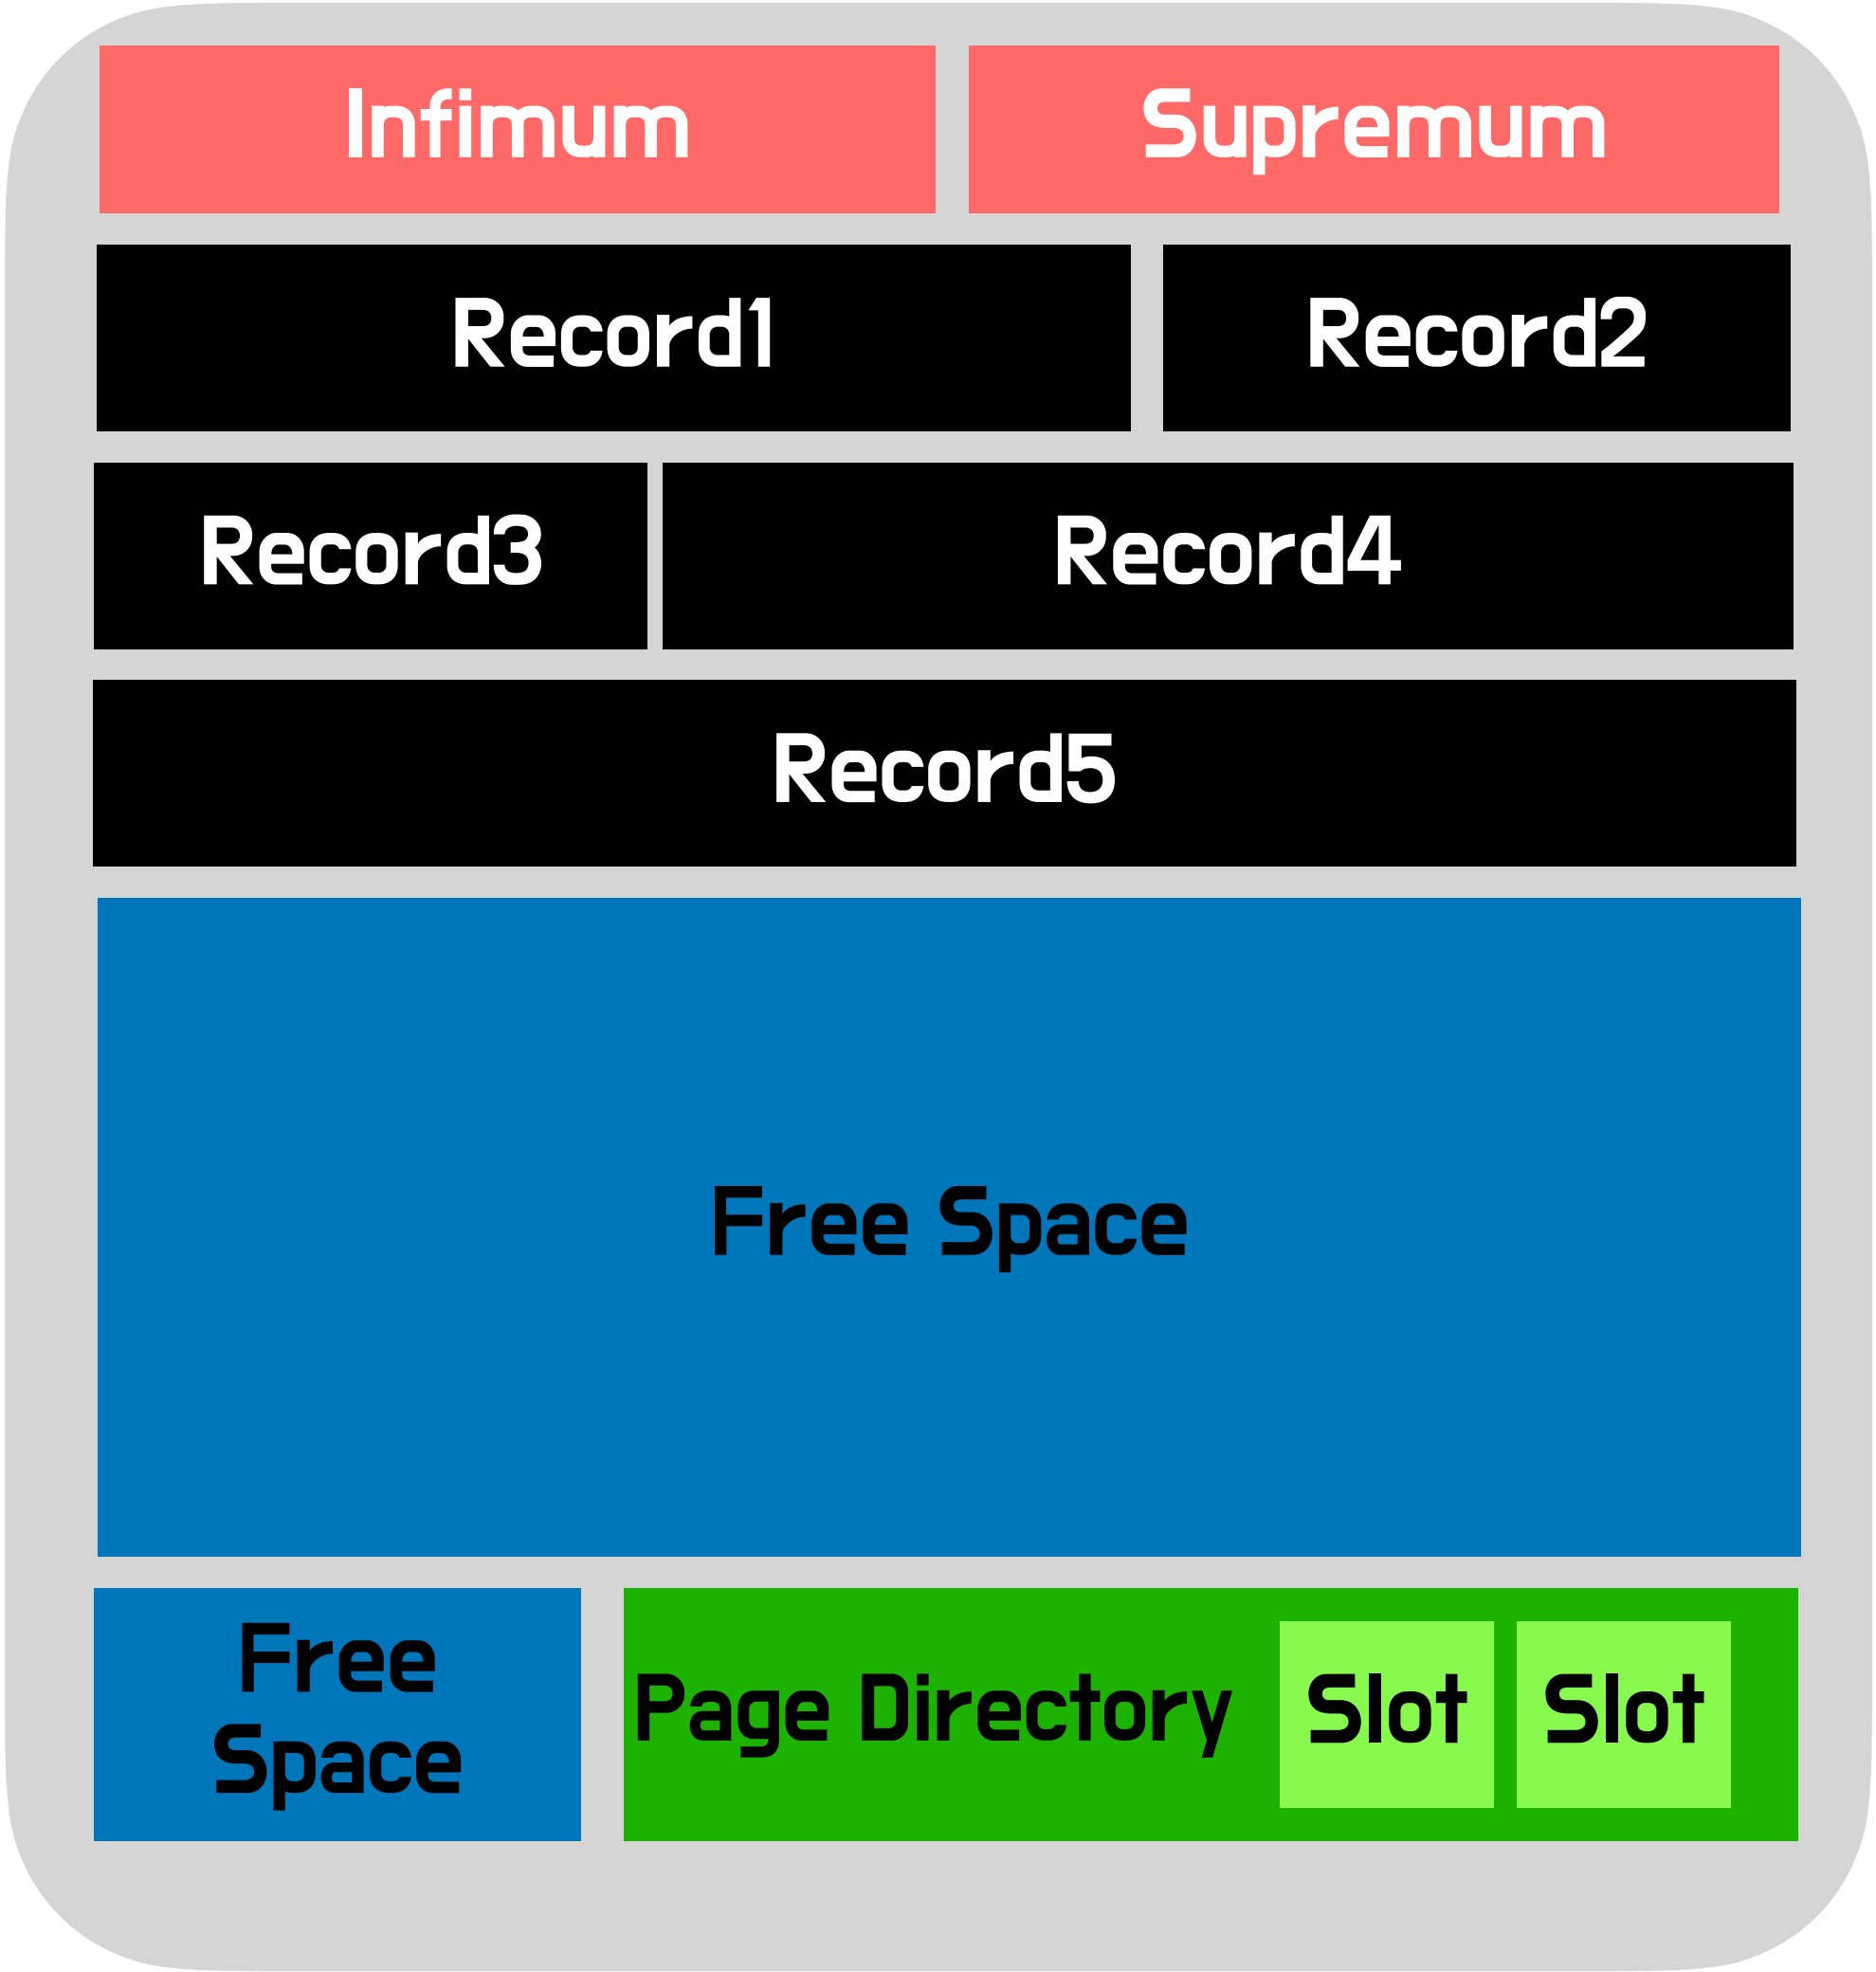 Infimum
Supremum
Record1
Record2
Record3
Record4
Record5
Free Space
Free
Space
Page Directory
Slot
Slot